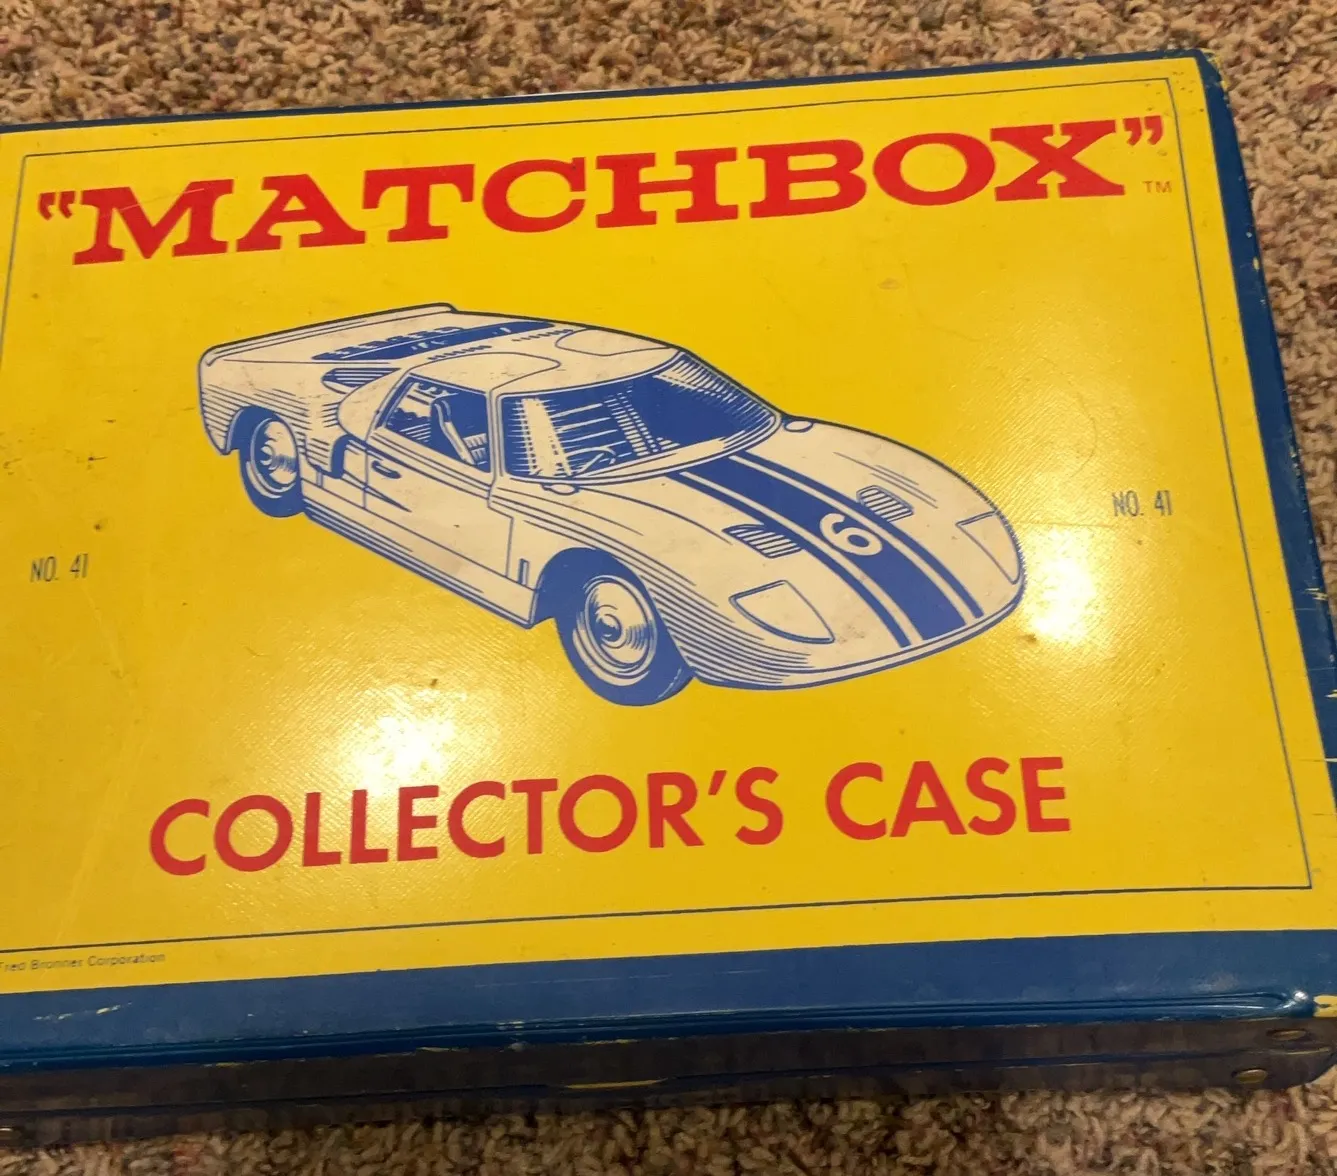 "MATCHBOX"
TM
NO. 41
6
NO. 41
COLLECTOR'S CASE
Fred Bronner Corporation